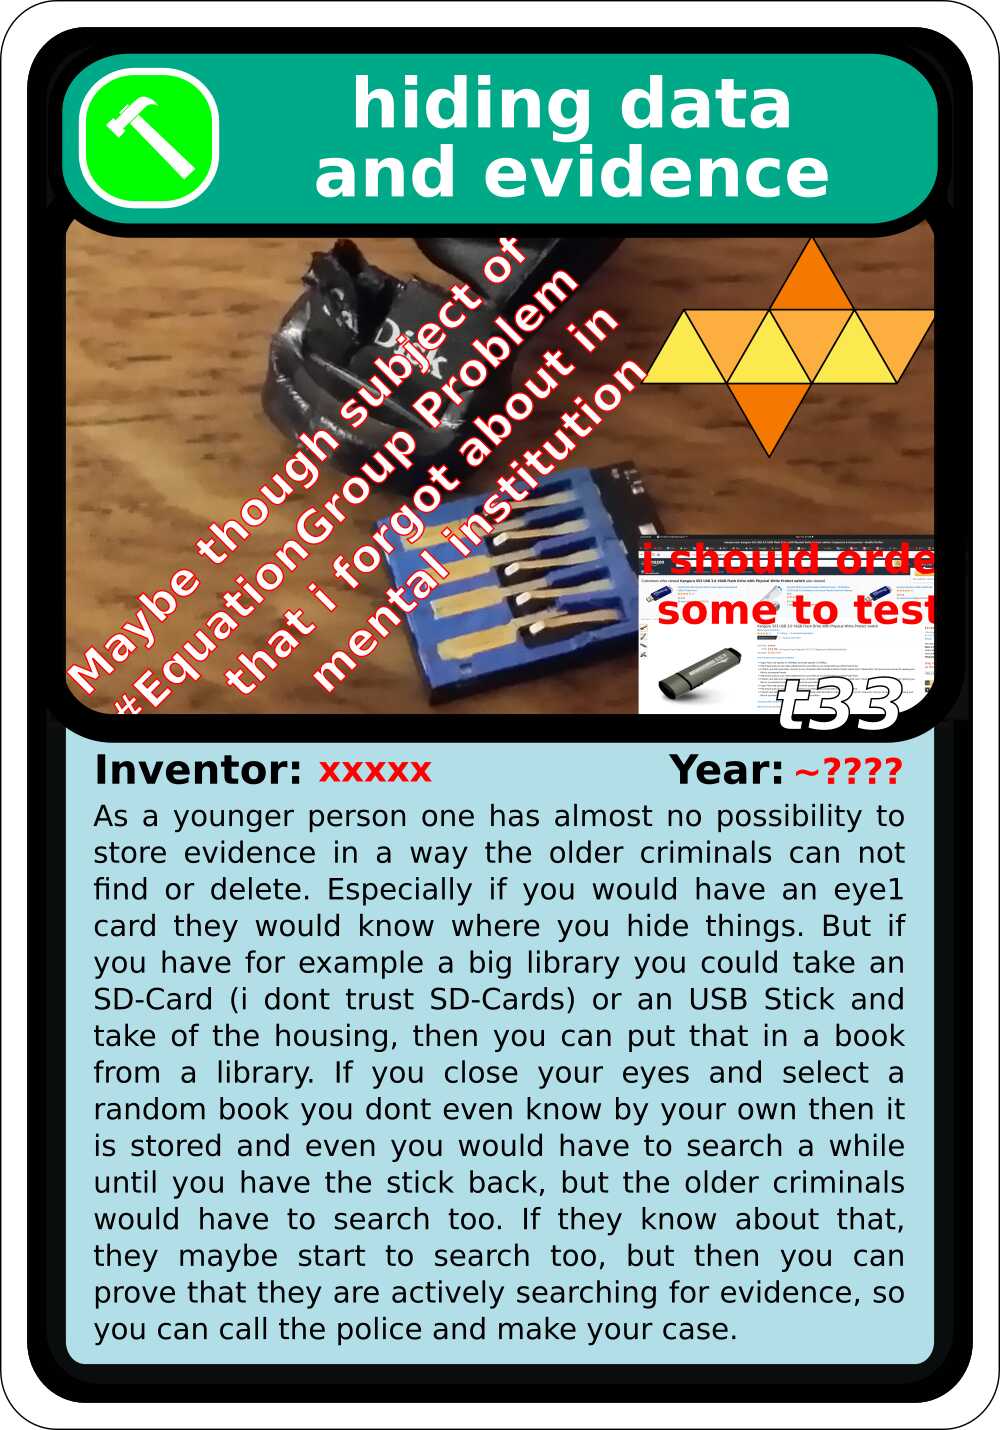 hiding data
and evidence
Disk
Maybe though subject of
#EquationGroup Problem
that i forgot about in
mental institution
i should orde
some to test
t33
Inventor: xxxxx
Year: ~????
As a younger person one has almost no possibility to
store evidence in a way the older criminals can not
find or delete. Especially if you would have an eye1
card they would know where you hide things. But if
you have for example a big library you could take an
SD-Card (i dont trust SD-Cards) or an USB Stick and
take of the housing, then you can put that in a book
from a library. If you close your eyes and select a
random book you dont even know by your own then it
is stored and even you would have to search a while
until you have the stick back, but the older criminals
would have to search too. If they know about that,
they maybe start to search too, but then you can
prove that they are actively searching for evidence, so
you can call the police and make your case.